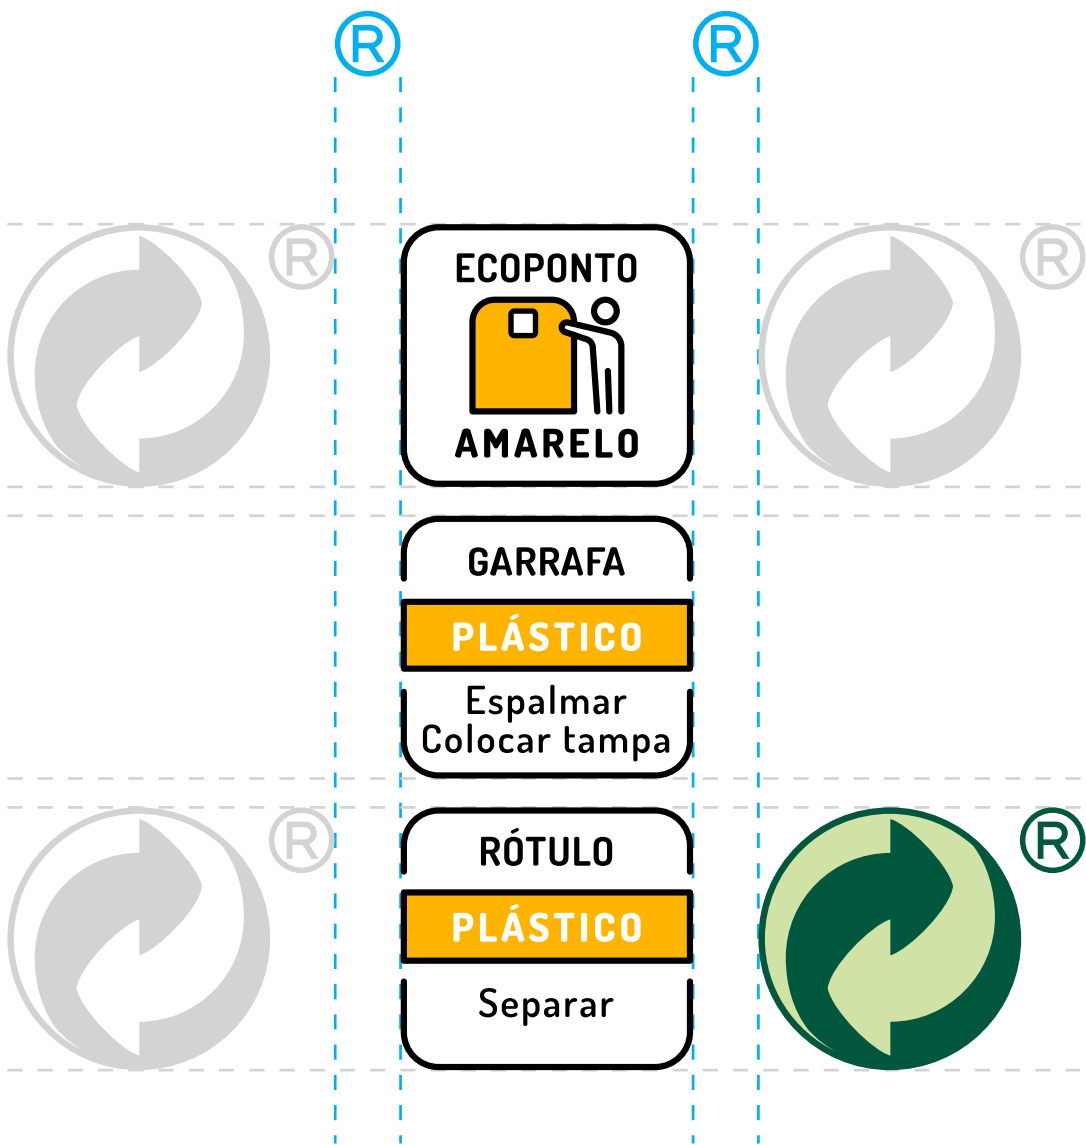 ® ®
® ®
ECOPONTO
AMARELO
GARRAFA
PLÁSTICO
Espalmar
Colocar tampa
® ®
RÓTULO
PLÁSTICO
Separar